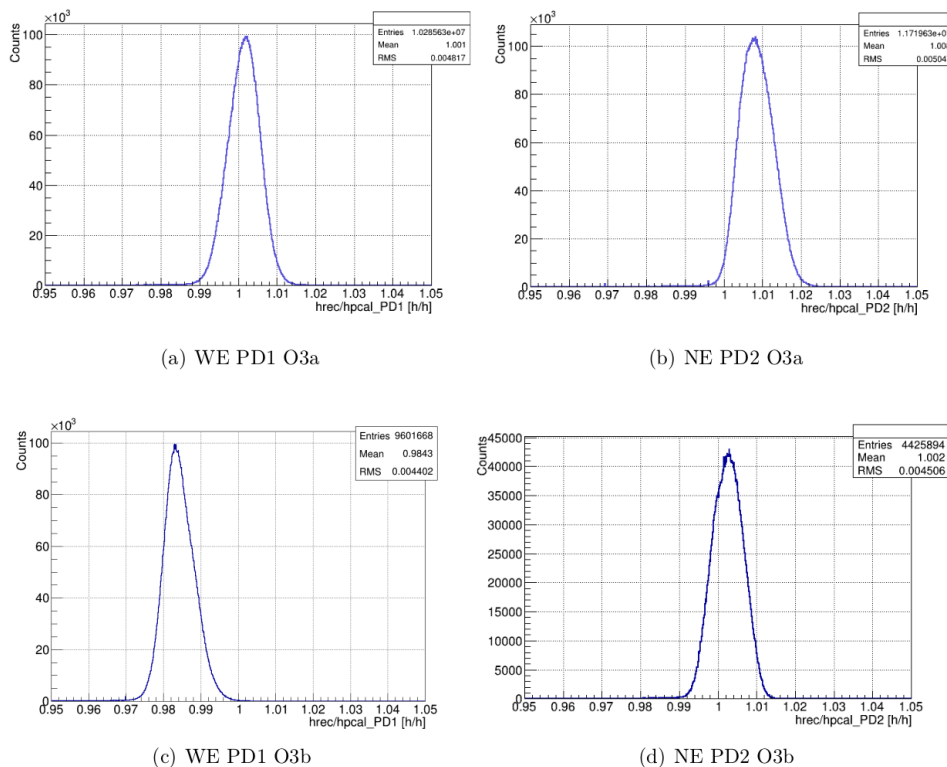 ×10³
Counts
100
80
60
40
20
0
0.95 0.96 0.97 0.98 0.99 1 1.01 1.02 1.03 1.04 1.05
hrec/hpcal_PD1 [h/h]
Entries 1.028563e+07
Mean 1.001
RMS 0.004817
(a) WE PD1 O3a
×10³
Counts
100
80
60
40
20
0
0.95 0.96 0.97 0.98 0.99 1 1.01 1.02 1.03 1.04 1.05
hrec/hpcal_PD2 [h/h]
Entries
Mean
RMS
(b) NE PD2 O3a
×10³
Counts
100
80
60
40
20
0
0.95 0.96 0.97 0.98 0.99 1 1.01 1.02 1.03 1.04 1.05
hrec/hpcal_PD1 [h/h]
Entries 9601668
Mean 0.9843
RMS 0.004402
(c) WE PD1 O3b
Counts
45000
40000
35000
30000
25000
20000
15000
10000
5000
0
0.95 0.96 0.97 0.98 0.99 1 1.01 1.02 1.03 1.04 1.05
hrec/hpcal_PD2 [h/h]
Entries 4425894
Mean 1.002
RMS 0.004506
(d) NE PD2 O3b